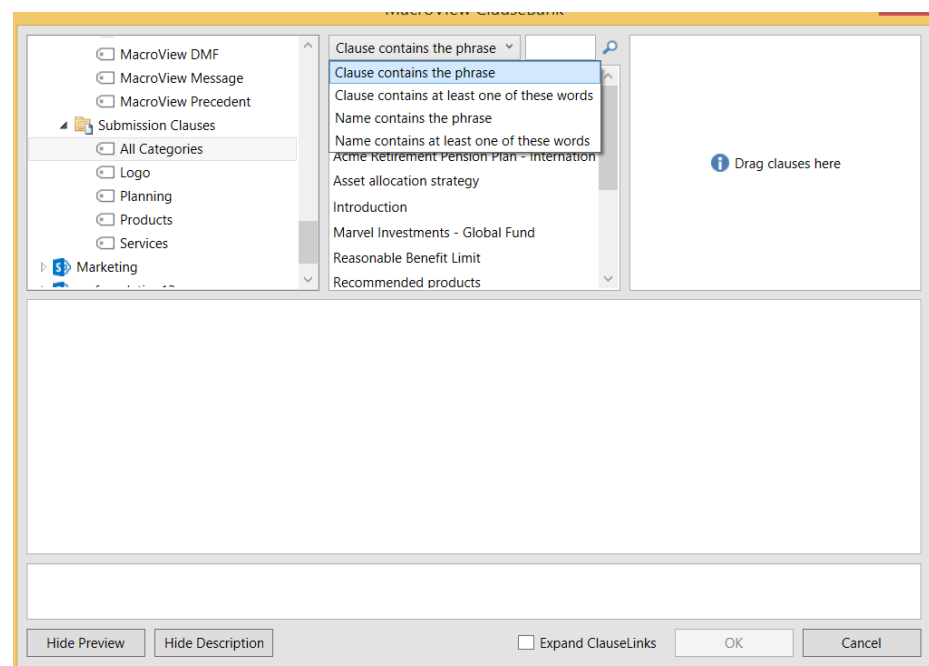 MacroView ClauseBank
MacroView DMF
MacroView Message
MacroView Precedent
Submission Clauses
All Categories
Logo
Planning
Products
Services
Marketing
Clause contains the phrase
Clause contains the phrase
Clause contains at least one of these words
Name contains the phrase
Name contains at least one of these words
Acme Retirement Pension Plan - Internation
Asset allocation strategy
Introduction
Marvel Investments - Global Fund
Reasonable Benefit Limit
Recommended products
Drag clauses here
Hide Preview
Hide Description
Expand ClauseLinks
OK
Cancel